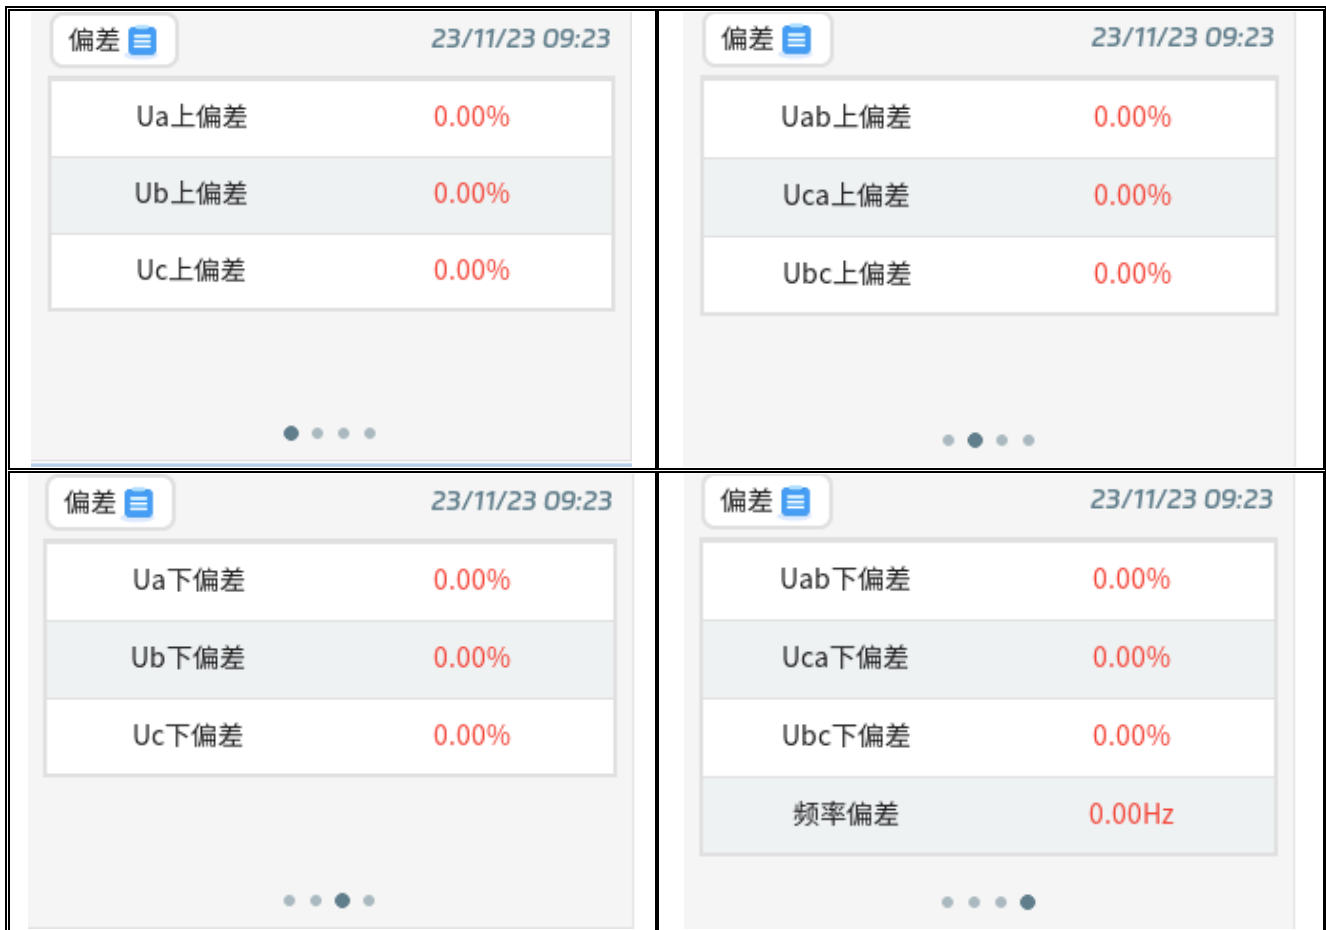 偏差 23/11/23 09:23
Ua上偏差 0.00%
Ub上偏差 0.00%
Uc上偏差 0.00%
偏差 23/11/23 09:23
Uab上偏差 0.00%
Uca上偏差 0.00%
Ubc上偏差 0.00%
偏差 23/11/23 09:23
Ua下偏差 0.00%
Ub下偏差 0.00%
Uc下偏差 0.00%
偏差 23/11/23 09:23
Uab下偏差 0.00%
Uca下偏差 0.00%
Ubc下偏差 0.00%
频率偏差 0.00Hz